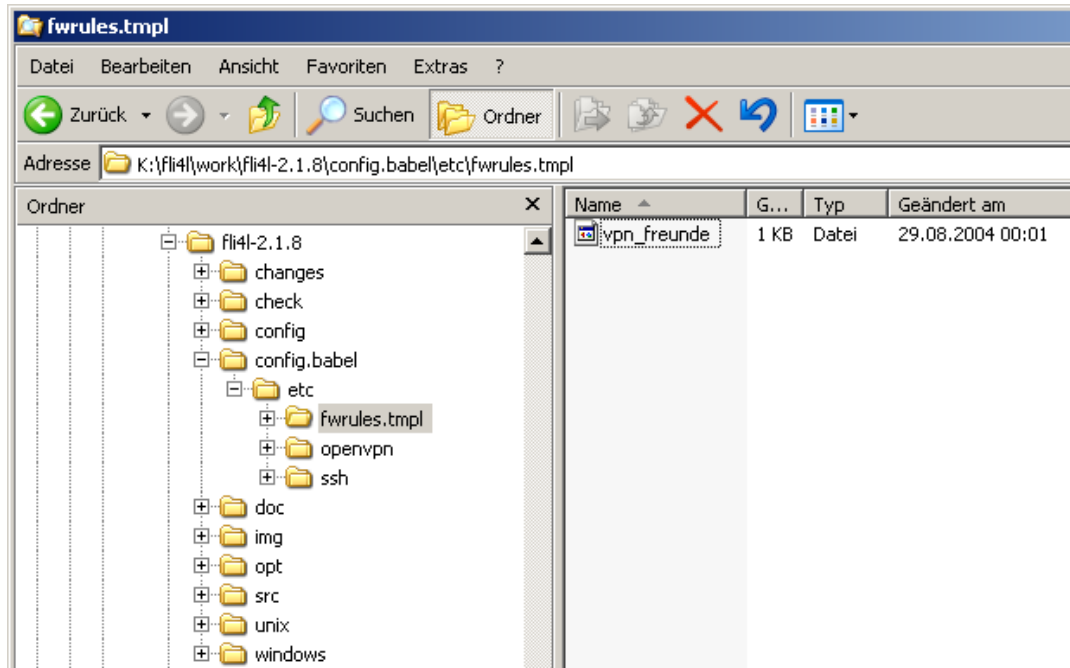 fwrules.tmpl
Datei Bearbeiten Ansicht Favoriten Extras ?
Zurück Suchen Ordner
Adresse K:\fli4l\work\fli4l-2.1.8\config.babel\etc\fwrules.tmpl
Ordner
fli4l-2.1.8
changes
check
config
config.babel
etc
fwrules.tmpl
openvpn
ssh
doc
img
opt
src
unix
windows
Name G... Typ Geändert am
vpn_freunde 1 KB Datei 29.08.2004 00:01